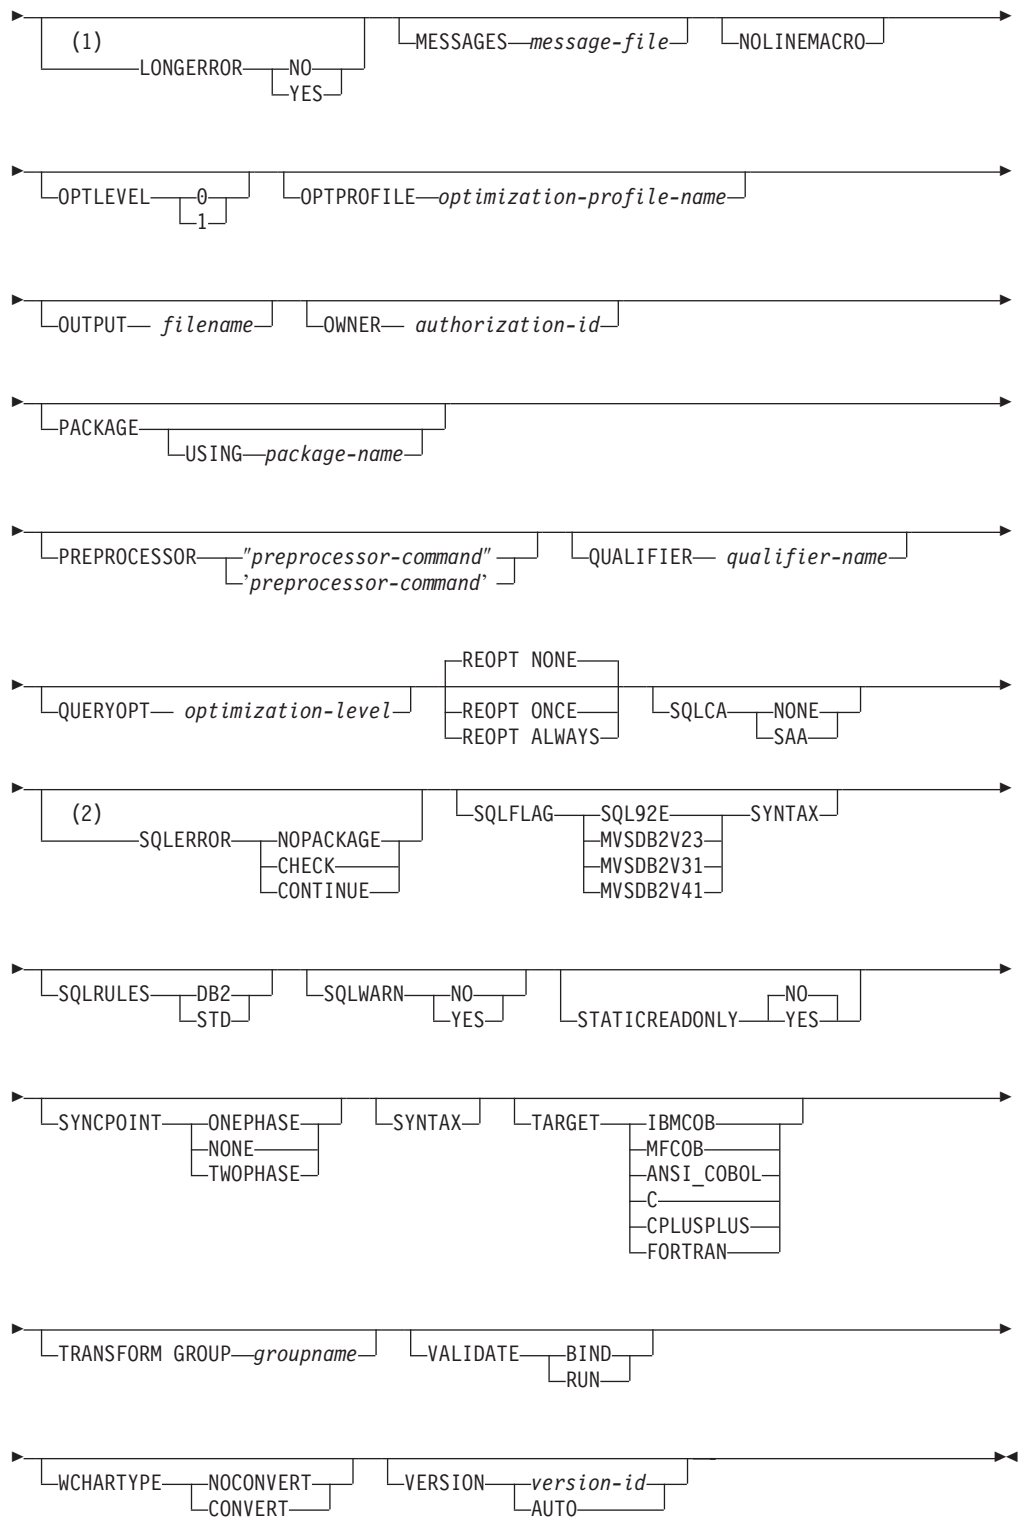 (1)
LONGERROR NO
YES
MESSAGES message-file
NOLINEMACRO
OPTLEVEL 0
1
OPTPROFILE optimization-profile-name
OUTPUT filename
OWNER authorization-id
PACKAGE
USING package-name
PREPROCESSOR "preprocessor-command"
'preprocessor-command'
QUALIFIER qualifier-name
QUERYOPT optimization-level
REOPT NONE
REOPT ONCE
REOPT ALWAYS
SQLCA NONE
SAA
(2)
SQLERROR NOPACKAGE
CHECK
CONTINUE
SQLFLAG SQL92E SYNTAX
MVSDB2V23
MVSDB2V31
MVSDB2V41
SQLRULES DB2
STD
SQLWARN NO
YES
STATICREADONLY NO
YES
SYNCPOINT ONEPHASE
NONE
TWOPHASE
SYNTAX
TARGET IBMCOB
MFCOB
ANSI_COBOL
C
CPLUSPLUS
FORTRAN
TRANSFORM GROUP groupname
VALIDATE BIND
RUN
WCHARTYPE NOCONVERT
CONVERT
VERSION version-id
AUTO